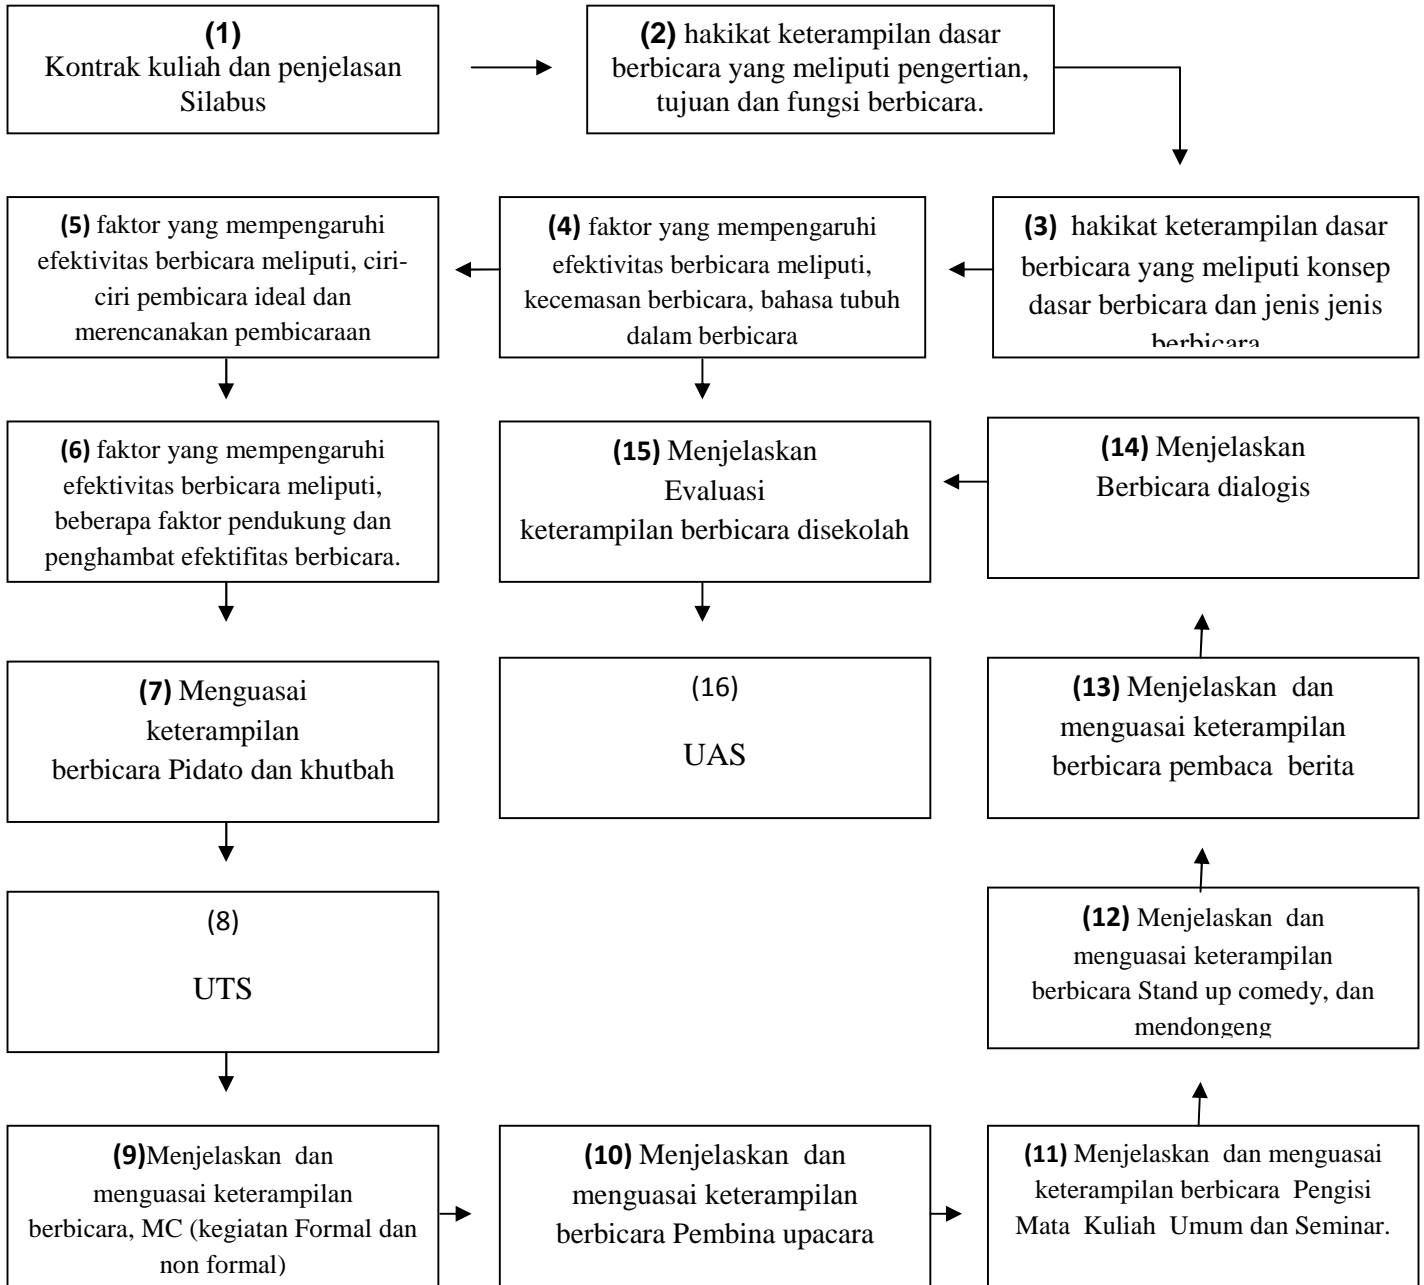 (1)
Kontrak kuliah dan penjelasan
Silabus
(2) hakikat keterampilan dasar
berbicara yang meliputi pengertian,
tujuan dan fungsi berbicara.
(3) hakikat keterampilan dasar
berbicara yang meliputi konsep
dasar berbicara dan jenis jenis
berbicara
(4) faktor yang mempengaruhi
efektivitas berbicara meliputi,
kecemasan berbicara, bahasa tubuh
dalam berbicara
(5) faktor yang mempengaruhi
efektivitas berbicara meliputi, ciri-
ciri pembicara ideal dan
merencanakan pembicaraan
(6) faktor yang mempengaruhi
efektivitas berbicara meliputi,
beberapa faktor pendukung dan
penghambat efektifitas berbicara.
(7) Menguasai
keterampilan
berbicara Pidato dan khutbah
(8)
UTS
(9)Menjelaskan dan
menguasai keterampilan
berbicara, MC (kegiatan Formal dan
non formal)
(10) Menjelaskan dan
menguasai keterampilan
berbicara Pembina upacara
(11) Menjelaskan dan menguasai
keterampilan berbicara Pengisi
Mata Kuliah Umum dan Seminar.
(12) Menjelaskan dan
menguasai keterampilan
berbicara Stand up comedy, dan
mendongeng
(13) Menjelaskan dan
menguasai keterampilan
berbicara pembaca berita
(14) Menjelaskan
Berbicara dialogis
(15) Menjelaskan
Evaluasi
keterampilan berbicara disekolah
(16)
UAS